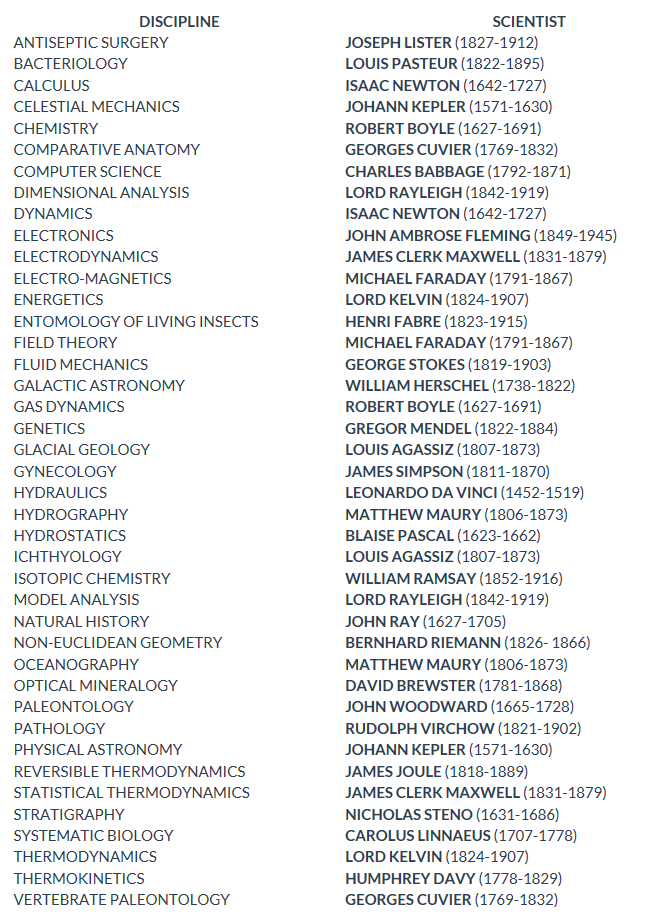 DISCIPLINE SCIENTIST
ANTISEPTIC SURGERY JOSEPH LISTER (1827-1912)
BACTERIOLOGY LOUIS PASTEUR (1822-1895)
CALCULUS ISAAC NEWTON (1642-1727)
CELESTIAL MECHANICS JOHANN KEPLER (1571-1630)
CHEMISTRY ROBERT BOYLE (1627-1691)
COMPARATIVE ANATOMY GEORGES CUVIER (1769-1832)
COMPUTER SCIENCE CHARLES BABBAGE (1792-1871)
DIMENSIONAL ANALYSIS LORD RAYLEIGH (1842-1919)
DYNAMICS ISAAC NEWTON (1642-1727)
ELECTRONICS JOHN AMBROSE FLEMING (1849-1945)
ELECTRODYNAMICS JAMES CLERK MAXWELL (1831-1879)
ELECTRO-MAGNETICS MICHAEL FARADAY (1791-1867)
ENERGETICS LORD KELVIN (1824-1907)
ENTOMOLOGY OF LIVING INSECTS HENRI FABRE (1823-1915)
FIELD THEORY MICHAEL FARADAY (1791-1867)
FLUID MECHANICS GEORGE STOKES (1819-1903)
GALACTIC ASTRONOMY WILLIAM HERSCHEL (1738-1822)
GAS DYNAMICS ROBERT BOYLE (1627-1691)
GENETICS GREGOR MENDEL (1822-1884)
GLACIAL GEOLOGY LOUIS AGASSIZ (1807-1873)
GYNECOLOGY JAMES SIMPSON (1811-1870)
HYDRAULICS LEONARDO DA VINCI (1452-1519)
HYDROGRAPHY MATTHEW MAURY (1806-1873)
HYDROSTATICS BLAISE PASCAL (1623-1662)
ICHTHYOLOGY LOUIS AGASSIZ (1807-1873)
ISOTOPIC CHEMISTRY WILLIAM RAMSAY (1852-1916)
MODEL ANALYSIS LORD RAYLEIGH (1842-1919)
NATURAL HISTORY JOHN RAY (1627-1705)
NON-EUCLIDEAN GEOMETRY BERNHARD RIEMANN (1826- 1866)
OCEANOGRAPHY MATTHEW MAURY (1806-1873)
OPTICAL MINERALOGY DAVID BREWSTER (1781-1868)
PALEONTOLOGY JOHN WOODWARD (1665-1728)
PATHOLOGY RUDOLPH VIRCHOW (1821-1902)
PHYSICAL ASTRONOMY JOHANN KEPLER (1571-1630)
REVERSIBLE THERMODYNAMICS JAMES JOULE (1818-1889)
STATISTICAL THERMODYNAMICS JAMES CLERK MAXWELL (1831-1879)
STRATIGRAPHY NICHOLAS STENO (1631-1686)
SYSTEMATIC BIOLOGY CAROLUS LINNAEUS (1707-1778)
THERMODYNAMICS LORD KELVIN (1824-1907)
THERMOKINETICS HUMPHREY DAVY (1778-1829)
VERTEBRATE PALEONTOLOGY GEORGES CUVIER (1769-1832)